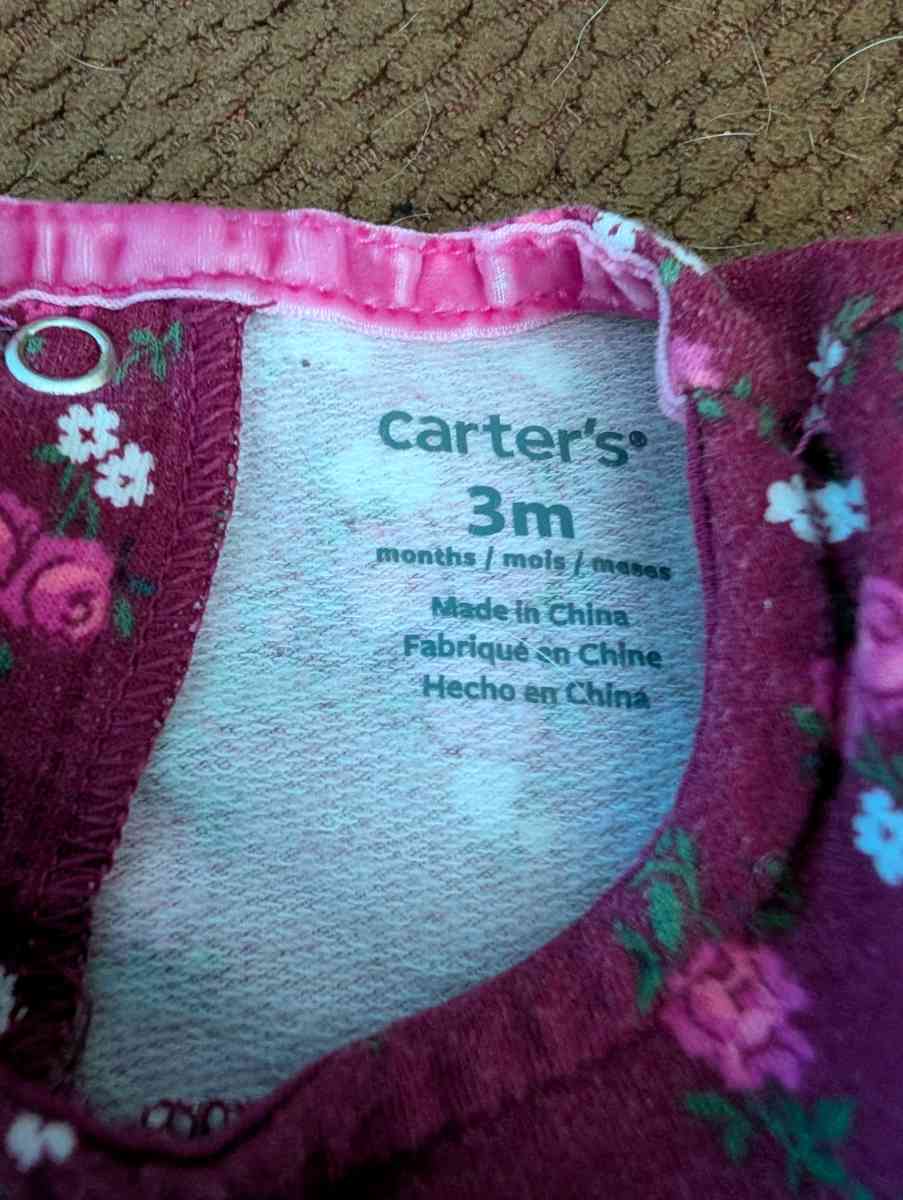 carter's®
3m
months / mois / meses
Made in China
Fabriqué en Chine
Hecho en China